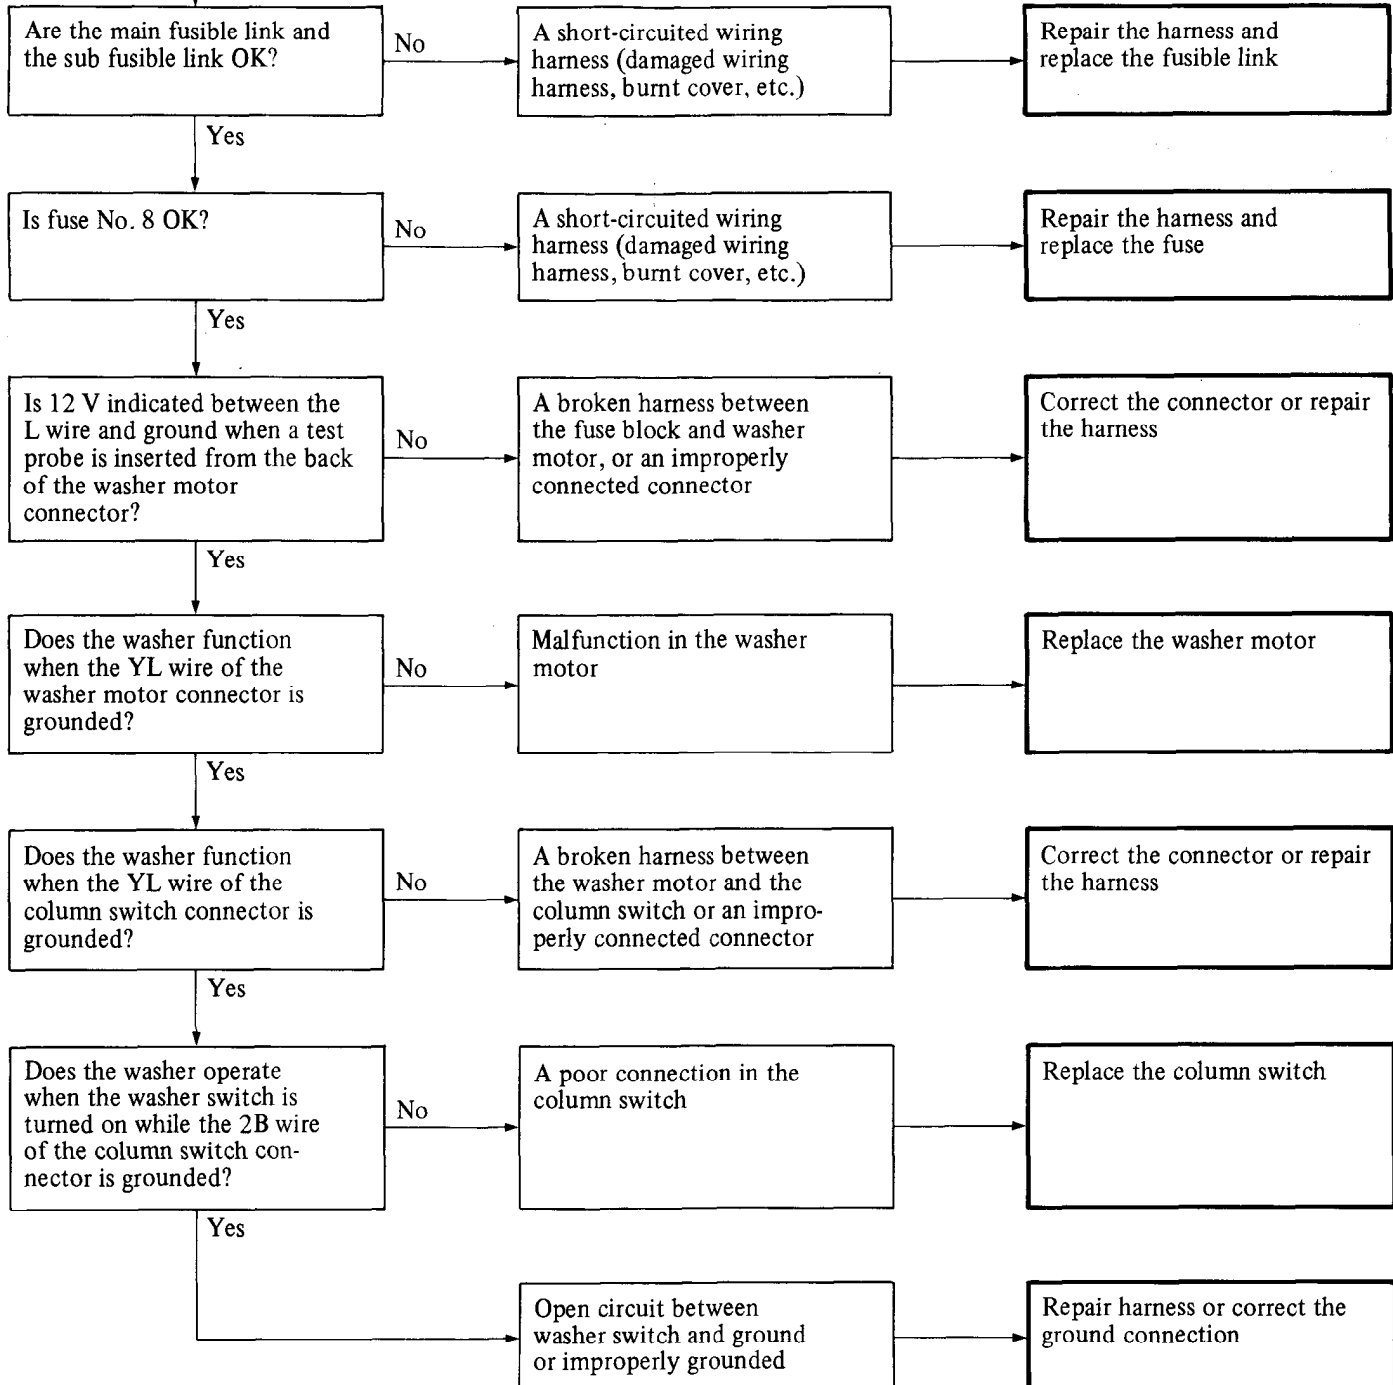 Are the main fusible link and
the sub fusible link OK?
No
A short-circuited wiring
harness (damaged wiring
harness, burnt cover, etc.)
Repair the harness and
replace the fusible link
Yes
Is fuse No. 8 OK?
No
A short-circuited wiring
harness (damaged wiring
harness, burnt cover, etc.)
Repair the harness and
replace the fuse
Yes
Is 12 V indicated between the
L wire and ground when a test
probe is inserted from the back
of the washer motor
connector?
No
A broken harness between
the fuse block and washer
motor, or an improperly
connected connector
Correct the connector or repair
the harness
Yes
Does the washer function
when the YL wire of the
washer motor connector is
grounded?
No
Malfunction in the washer
motor
Replace the washer motor
Yes
Does the washer function
when the YL wire of the
column switch connector is
grounded?
No
A broken harness between
the washer motor and the
column switch or an impro-
perly connected connector
Correct the connector or repair
the harness
Yes
Does the washer operate
when the washer switch is
turned on while the 2B wire
of the column switch con-
nector is grounded?
No
A poor connection in the
column switch
Replace the column switch
Yes
Open circuit between
washer switch and ground
or improperly grounded
Repair harness or correct the
ground connection